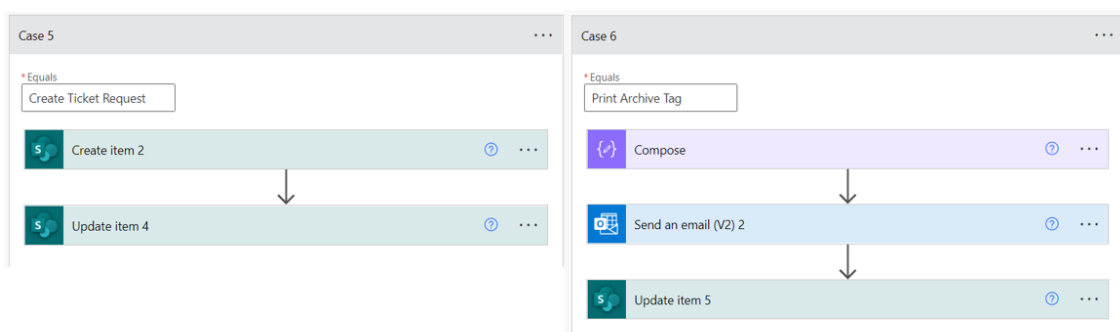 Case 5
* Equals
Create Ticket Request
Create item 2
Update item 4
Case 6
* Equals
Print Archive Tag
Compose
Send an email (V2) 2
Update item 5